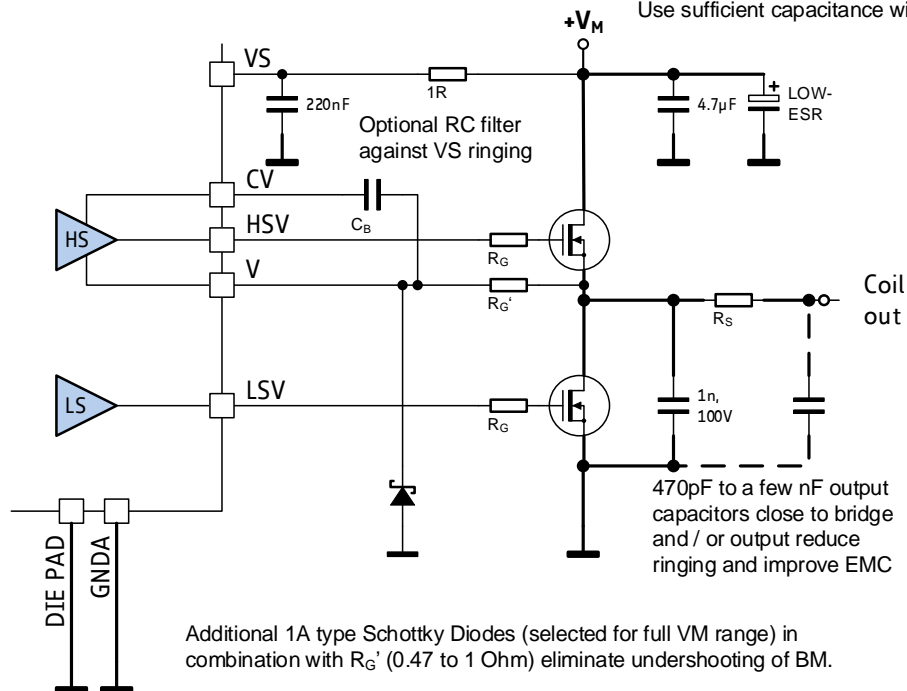 Use sufficient capacitance wi
+VM
VS
1R
220nF
4.7µF
LOW-
ESR
Optional RC filter
against VS ringing
CV
CB
HS
HSV
RG
V
RG'
Coil
out
RS
LS
LSV
RG
1n,
100V
470pF to a few nF output
capacitors close to bridge
and / or output reduce
ringing and improve EMC
DIE PAD
GNDA
Additional 1A type Schottky Diodes (selected for full VM range) in
combination with RG' (0.47 to 1 Ohm) eliminate undershooting of BM.